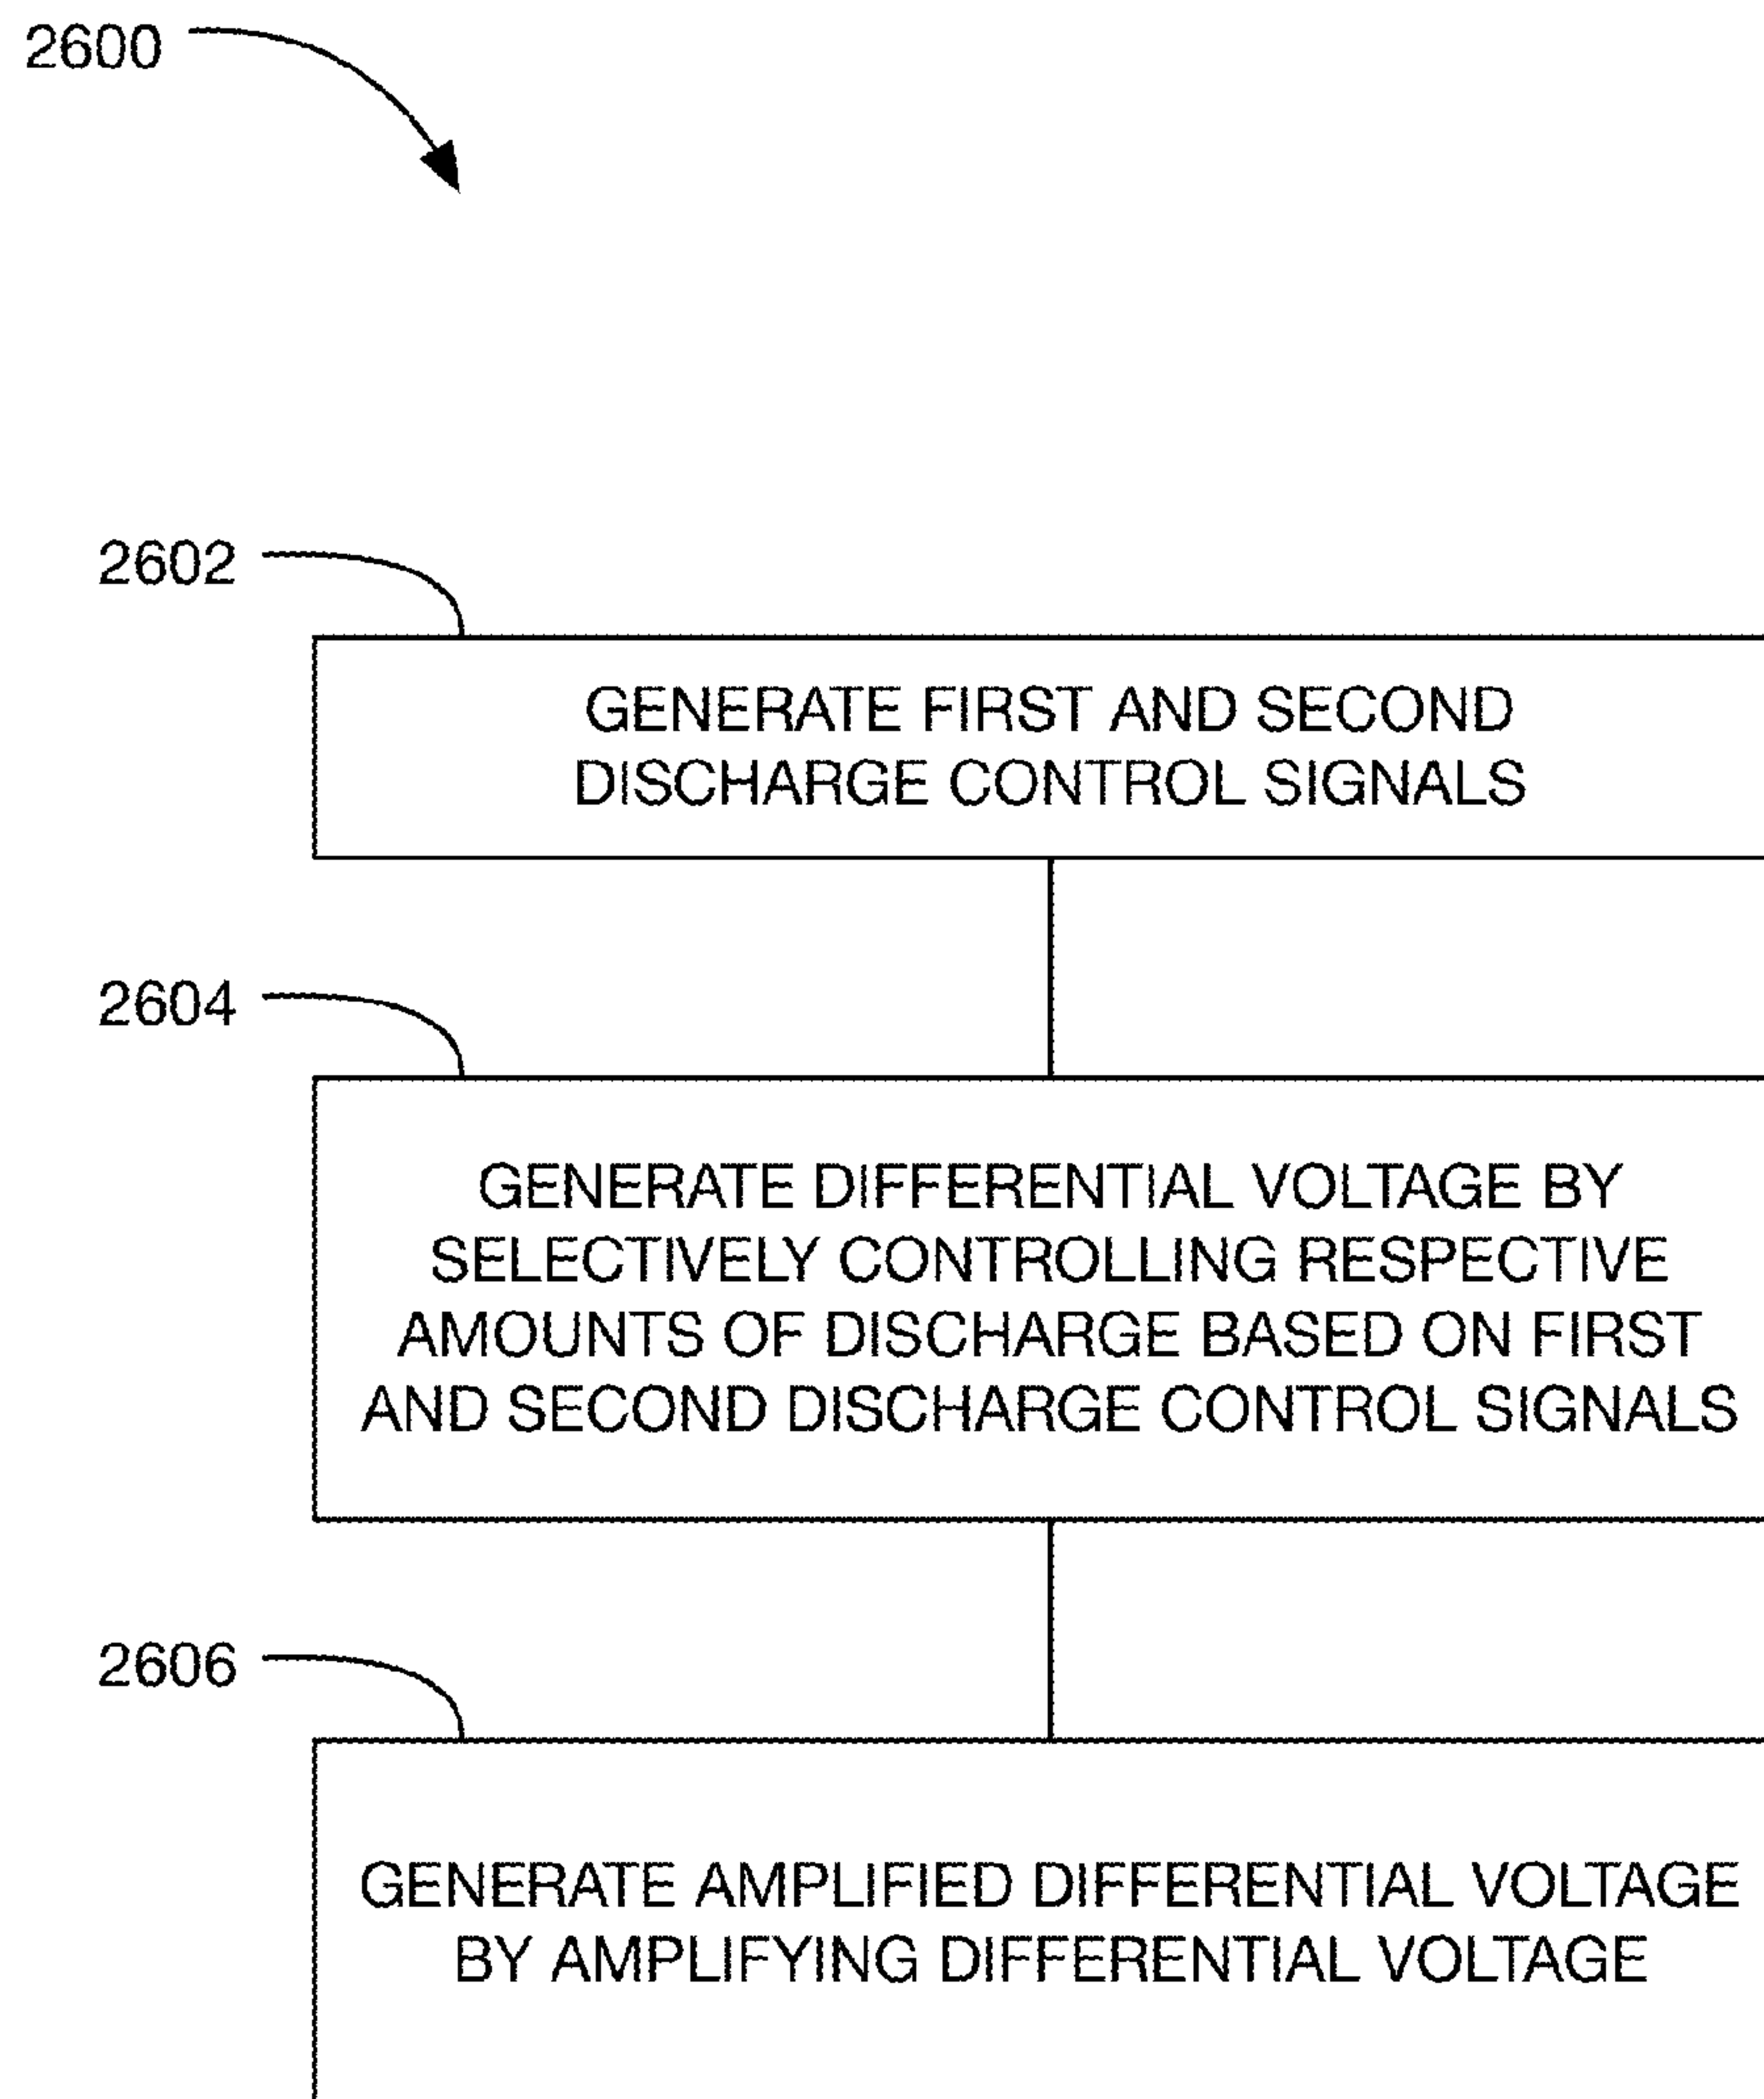 2600
2602
GENERATE FIRST AND SECOND
DISCHARGE CONTROL SIGNALS
2604
GENERATE DIFFERENTIAL VOLTAGE BY
SELECTIVELY CONTROLLING RESPECTIVE
AMOUNTS OF DISCHARGE BASED ON FIRST
AND SECOND DISCHARGE CONTROL SIGNALS
2606
GENERATE AMPLIFIED DIFFERENTIAL VOLTAGE
BY AMPLIFYING DIFFERENTIAL VOLTAGE